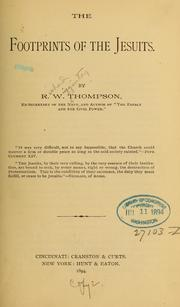 THE
FOOTPRINTS OF THE JESUITS.
BY
R. W. THOMPSON,
EX-SECRETARY OF THE NAVY, AND AUTHOR OF "THE PAPACY
AND THE CIVIL POWER."
"It was very difficult, not to say impossible, that the Church could
recover a firm or durable peace so long as the said society existed."—POPE
CLEMENT XIV.
"The Jesuits, by their very calling, by the very essence of their institution,
are bound to seek, by every means, right or wrong, the destruction of
Protestantism. This is the condition of their existence, the duty they must
fulfill, or cease to be Jesuits."
11 1894
WASHINGTON
27103-Z
CINCINNATI: CRANSTON & CURTS.
NEW YORK: HUNT & EATON.
1894.
Copy 2